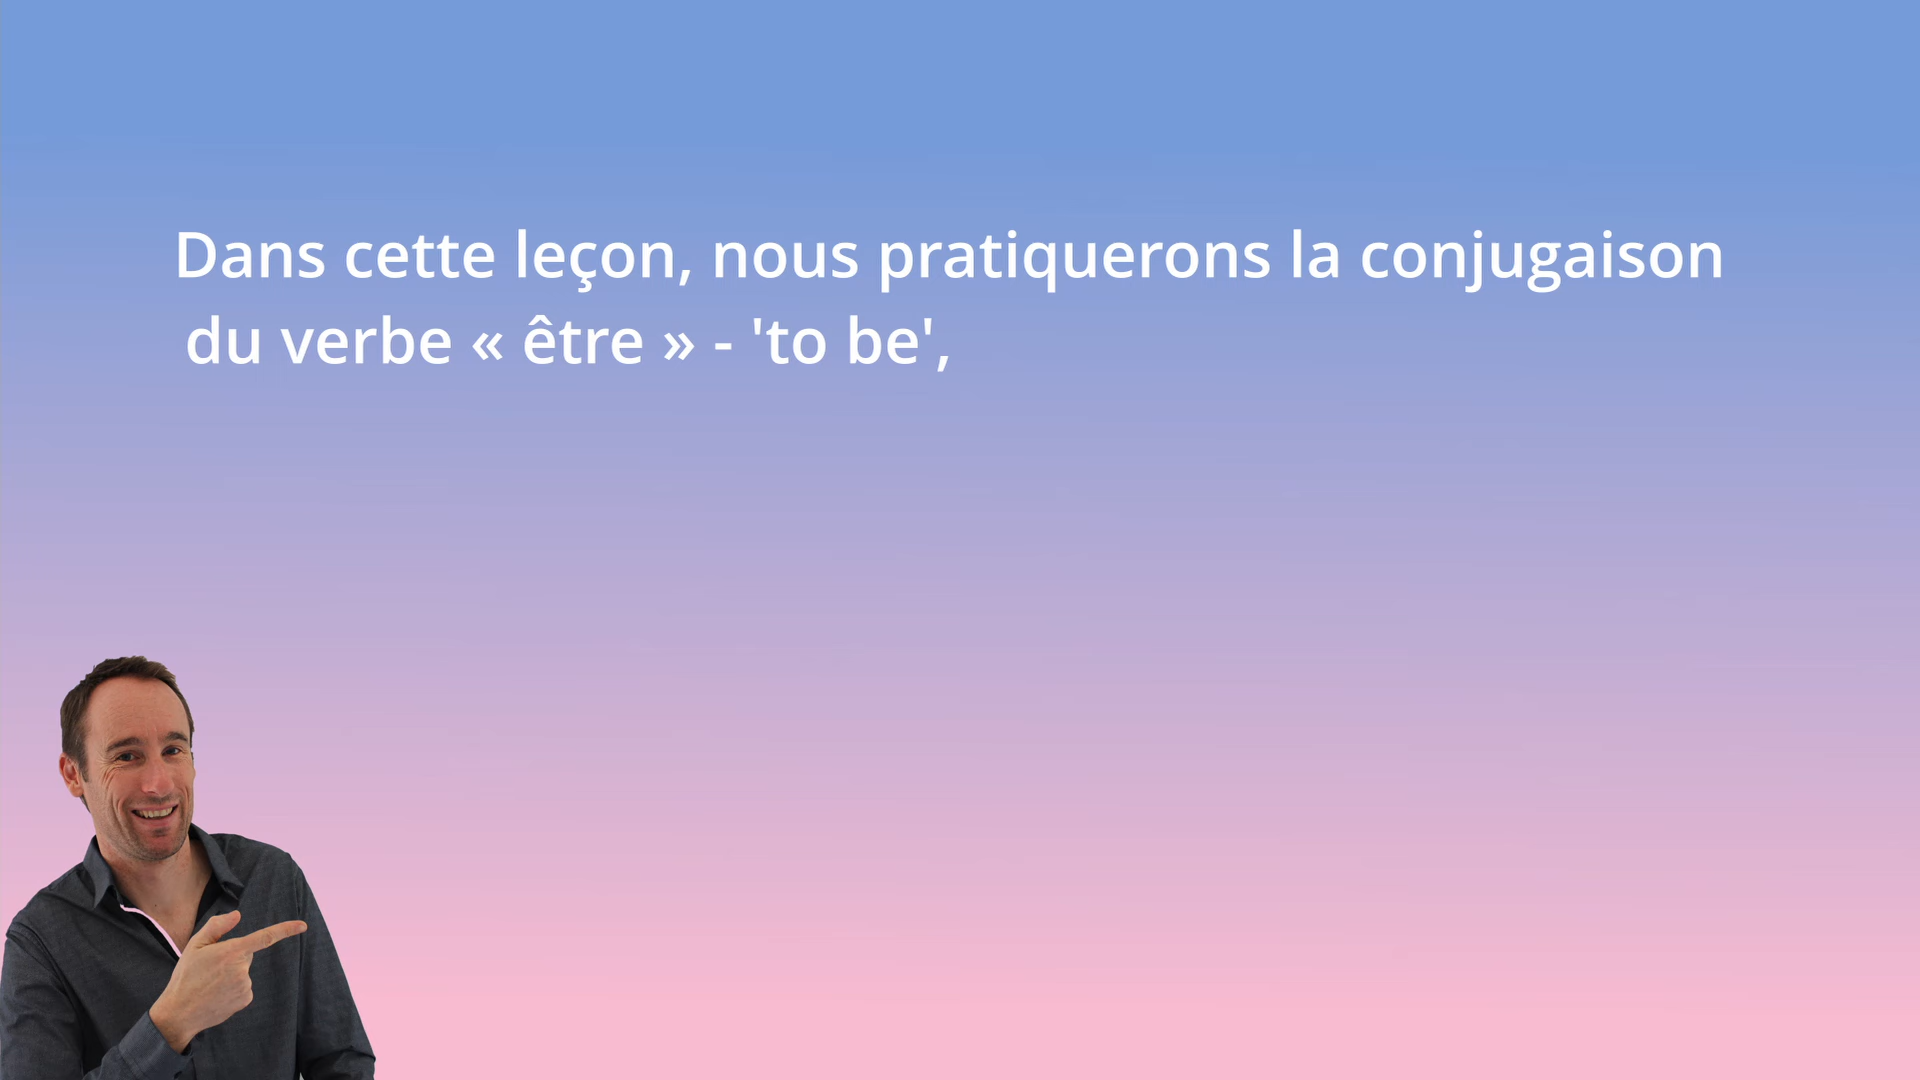 Dans cette leçon, nous pratiquerons la conjugaison
du verbe « être » - 'to be',